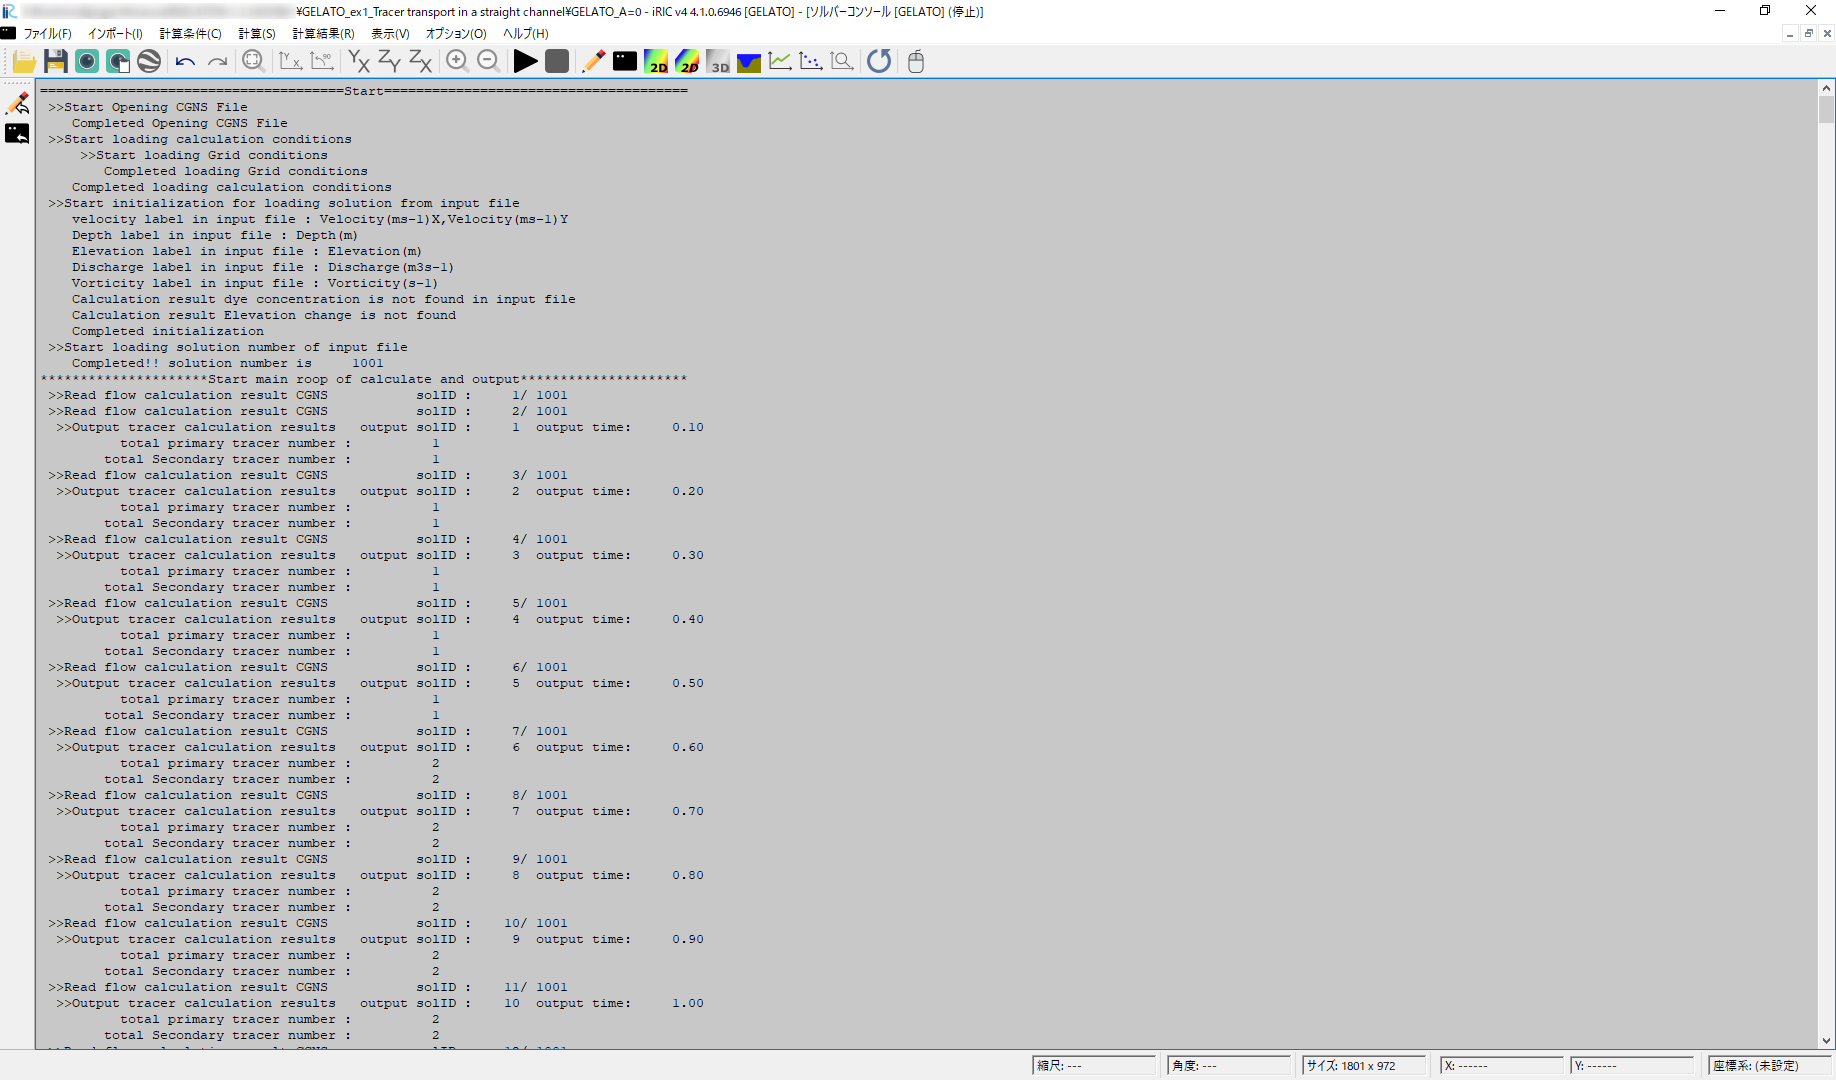 ¥GELATO_ex1_Tracer transport in a straight channel¥GELATO_A=0 - iRIC v4 4.1.0.6946 [GELATO] - [ソルバーコンソール [GELATO] (停止)]
ファイル(F) インポート(I) 計算条件(C) 計算(S) 計算結果(R) 表示(V) オプション(O) ヘルプ(H)
======================================Start======================================
>>Start Opening CGNS File
Completed Opening CGNS File
>>Start loading calculation conditions
>>Start loading Grid conditions
Completed loading Grid conditions
Completed loading calculation conditions
>>Start initialization for loading solution from input file
velocity label in input file : Velocity(ms-1)X,Velocity(ms-1)Y
Depth label in input file : Depth(m)
Elevation label in input file : Elevation(m)
Discharge label in input file : Discharge(m3s-1)
Vorticity label in input file : Vorticity(s-1)
Calculation result dye concentration is not found in input file
Calculation result Elevation change is not found
Completed initialization
>>Start loading solution number of input file
Completed!! solution number is 1001
*********************Start main roop of calculate and output*********************
>>Read flow calculation result CGNS solID : 1/ 1001
>>Read flow calculation result CGNS solID : 2/ 1001
>>Output tracer calculation results output solID : 1 output time: 0.10
total primary tracer number : 1
total Secondary tracer number : 1
>>Read flow calculation result CGNS solID : 3/ 1001
>>Output tracer calculation results output solID : 2 output time: 0.20
total primary tracer number : 1
total Secondary tracer number : 1
>>Read flow calculation result CGNS solID : 4/ 1001
>>Output tracer calculation results output solID : 3 output time: 0.30
total primary tracer number : 1
total Secondary tracer number : 1
>>Read flow calculation result CGNS solID : 5/ 1001
>>Output tracer calculation results output solID : 4 output time: 0.40
total primary tracer number : 1
total Secondary tracer number : 1
>>Read flow calculation result CGNS solID : 6/ 1001
>>Output tracer calculation results output solID : 5 output time: 0.50
total primary tracer number : 1
total Secondary tracer number : 1
>>Read flow calculation result CGNS solID : 7/ 1001
>>Output tracer calculation results output solID : 6 output time: 0.60
total primary tracer number : 2
total Secondary tracer number : 2
>>Read flow calculation result CGNS solID : 8/ 1001
>>Output tracer calculation results output solID : 7 output time: 0.70
total primary tracer number : 2
total Secondary tracer number : 2
>>Read flow calculation result CGNS solID : 9/ 1001
>>Output tracer calculation results output solID : 8 output time: 0.80
total primary tracer number : 2
total Secondary tracer number : 2
>>Read flow calculation result CGNS solID : 10/ 1001
>>Output tracer calculation results output solID : 9 output time: 0.90
total primary tracer number : 2
total Secondary tracer number : 2
>>Read flow calculation result CGNS solID : 11/ 1001
>>Output tracer calculation results output solID : 10 output time: 1.00
total primary tracer number : 2
total Secondary tracer number : 2
縮尺: --- 角度: --- サイズ: 1801 x 972 X: ------ Y: ------ 座標系: (未設定)